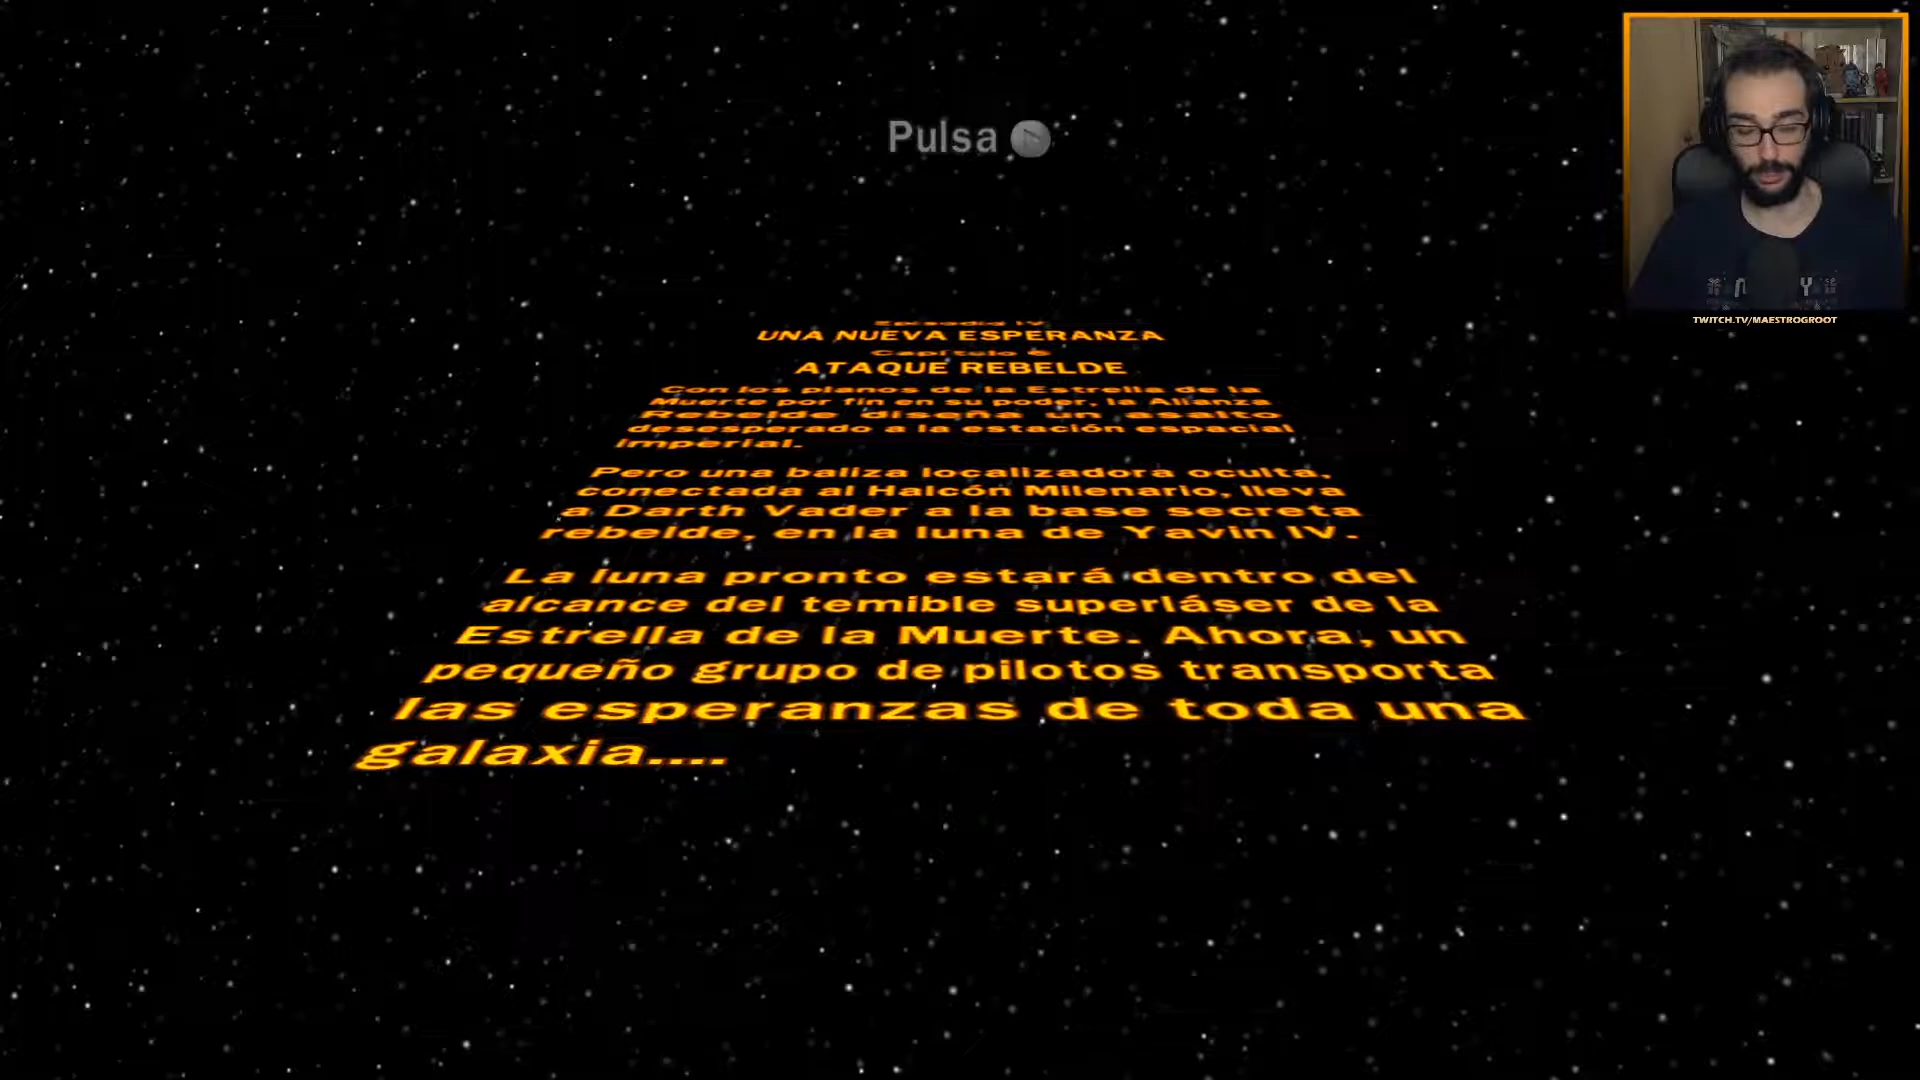 Pulsa
Episodio IV
UNA NUEVA ESPERANZA
Capítulo 6
ATAQUE REBELDE
Con los planos de la Estrella de la
Muerte por fin en su poder, la Alianza
Rebelde diseña un asalto
desesperado a la estación espacial
Imperial.
Pero una baliza localizadora oculta,
conectada al Halcón Milenario, lleva
a Darth Vader a la base secreta
rebelde, en la luna de Yavin IV.
La luna pronto estará dentro del
alcance del temible superláser de la
Estrella de la Muerte. Ahora, un
pequeño grupo de pilotos transporta
las esperanzas de toda una
galaxia....
TWITCH.TV/MAESTROGROOT